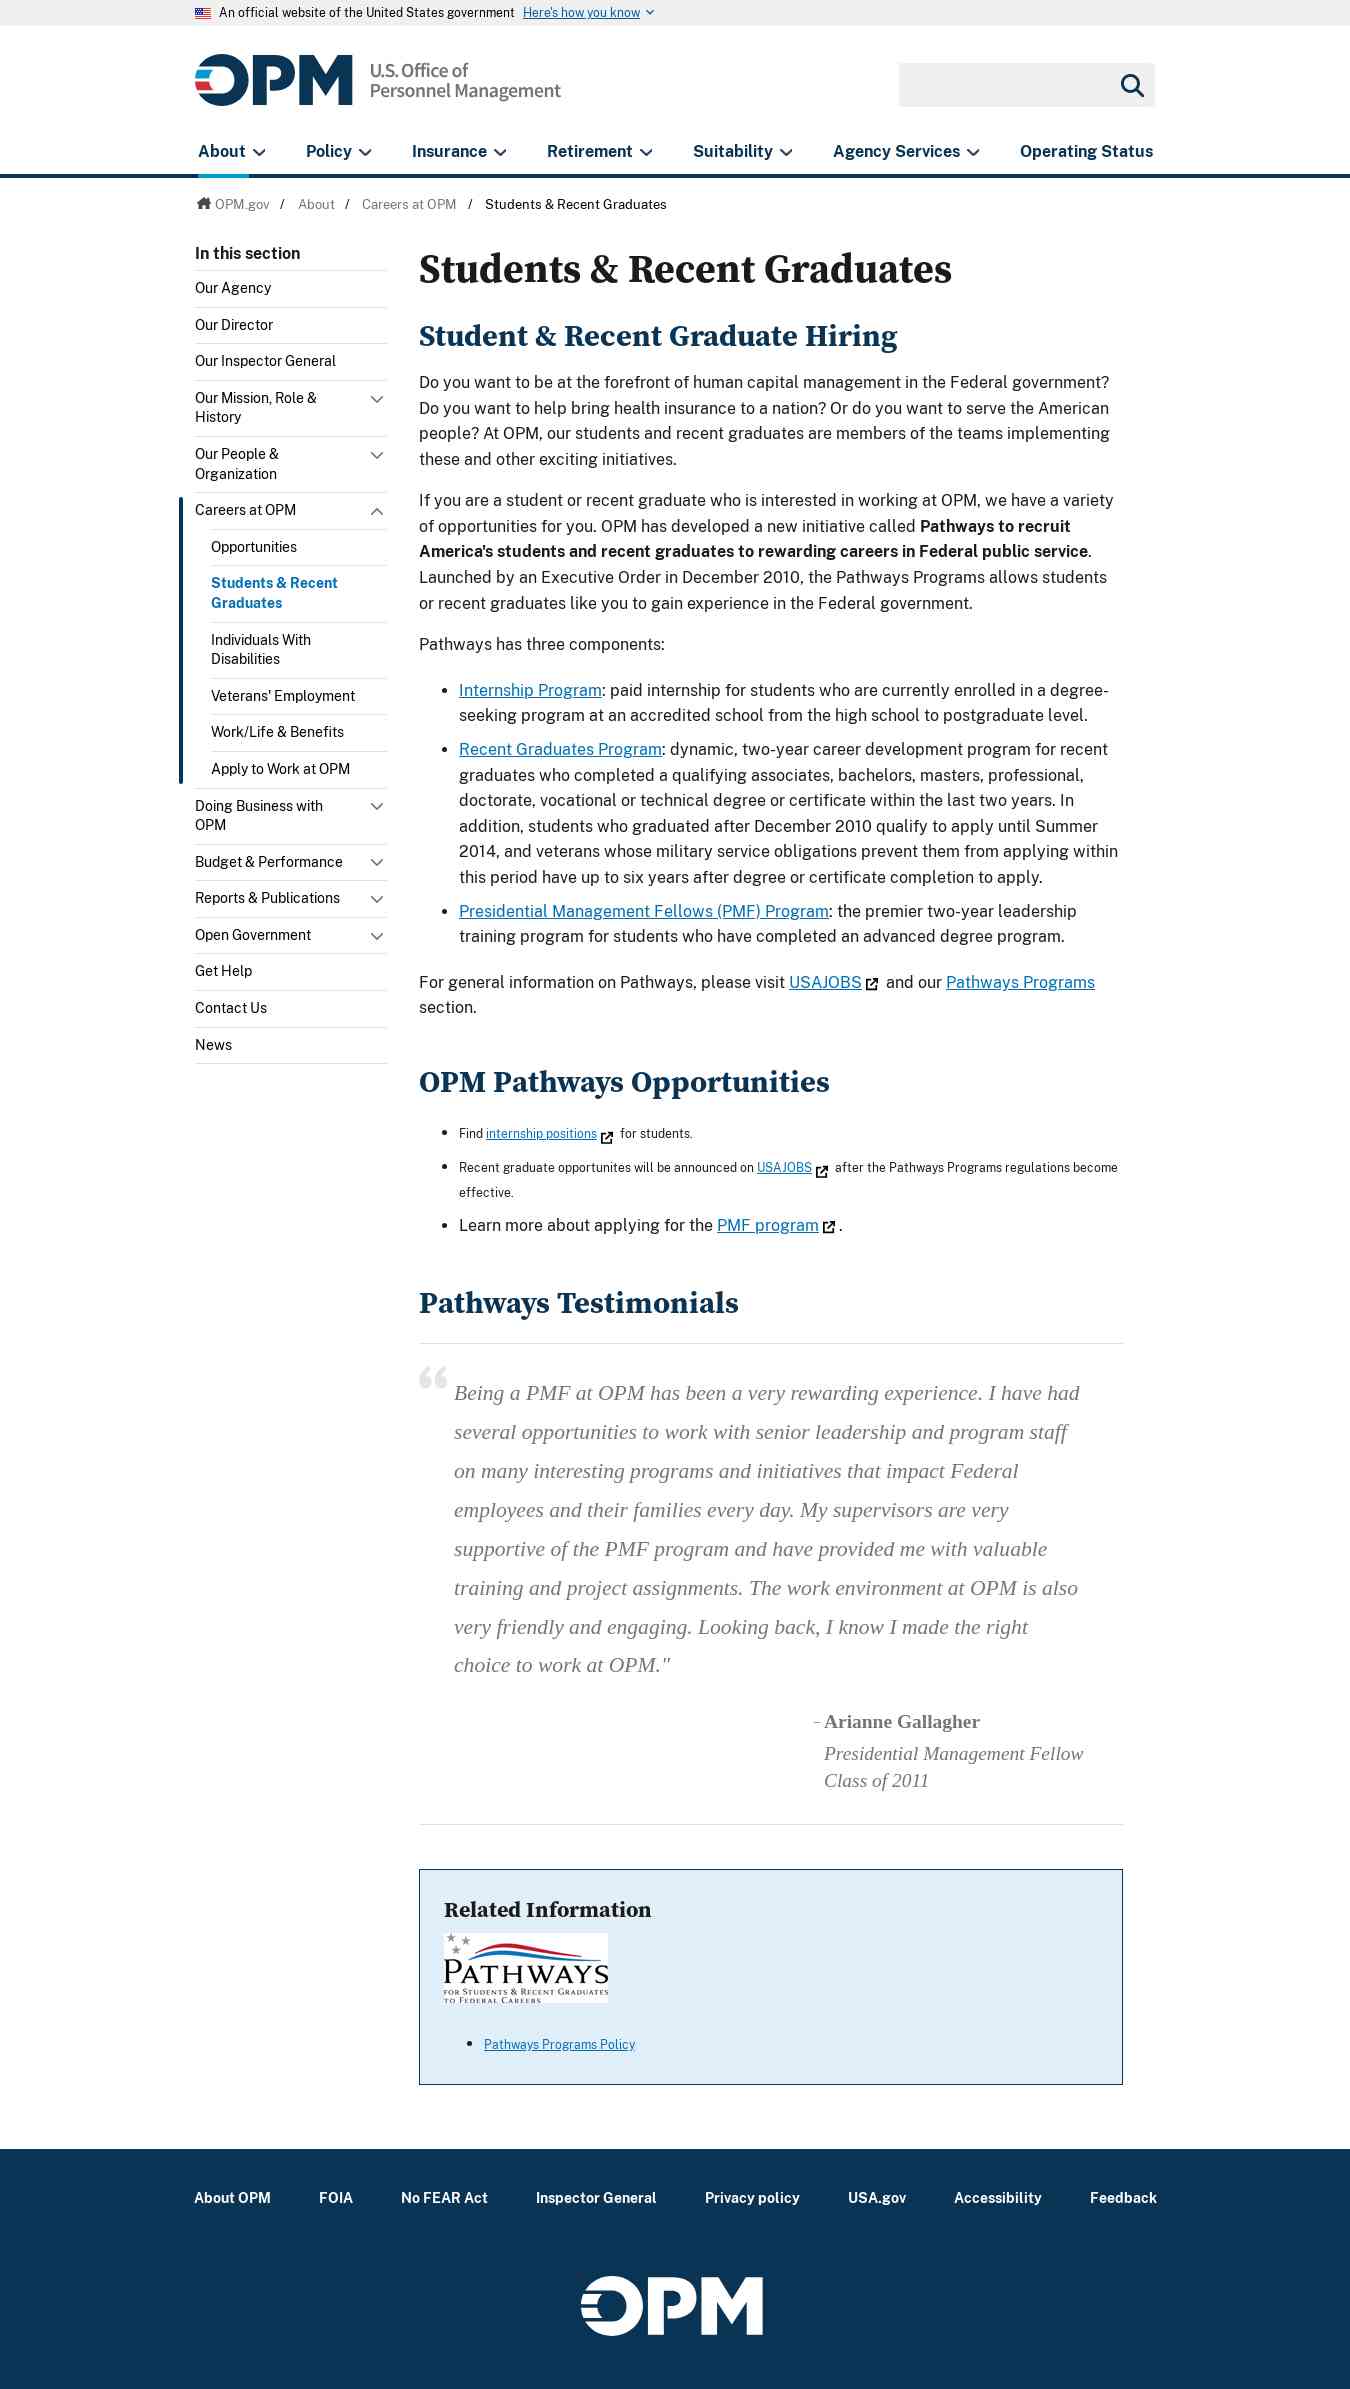 An official website of the United States government Here's how you know
OPM U.S. Office of
Personnel Management
About Policy Insurance Retirement Suitability Agency Services Operating Status
OPM.gov / About / Careers at OPM / Students & Recent Graduates
In this section
Our Agency
Our Director
Our Inspector General
Our Mission, Role &
History
Our People &
Organization
Careers at OPM
Opportunities
Students & Recent
Graduates
Individuals With
Disabilities
Veterans' Employment
Work/Life & Benefits
Apply to Work at OPM
Doing Business with
OPM
Budget & Performance
Reports & Publications
Open Government
Get Help
Contact Us
News
Students & Recent Graduates
Student & Recent Graduate Hiring
Do you want to be at the forefront of human capital management in the Federal government?
Do you want to help bring health insurance to a nation? Or do you want to serve the American
people? At OPM, our students and recent graduates are members of the teams implementing
these and other exciting initiatives.
If you are a student or recent graduate who is interested in working at OPM, we have a variety
of opportunities for you. OPM has developed a new initiative called Pathways to recruit
America's students and recent graduates to rewarding careers in Federal public service.
Launched by an Executive Order in December 2010, the Pathways Programs allows students
or recent graduates like you to gain experience in the Federal government.
Pathways has three components:
• Internship Program: paid internship for students who are currently enrolled in a degree-
seeking program at an accredited school from the high school to postgraduate level.
• Recent Graduates Program: dynamic, two-year career development program for recent
graduates who completed a qualifying associates, bachelors, masters, professional,
doctorate, vocational or technical degree or certificate within the last two years. In
addition, students who graduated after December 2010 qualify to apply until Summer
2014, and veterans whose military service obligations prevent them from applying within
this period have up to six years after degree or certificate completion to apply.
• Presidential Management Fellows (PMF) Program: the premier two-year leadership
training program for students who have completed an advanced degree program.
For general information on Pathways, please visit USAJOBS and our Pathways Programs
section.
OPM Pathways Opportunities
• Find internship positions for students.
• Recent graduate opportunites will be announced on USAJOBS after the Pathways Programs regulations become
effective.
• Learn more about applying for the PMF program .
Pathways Testimonials
“ Being a PMF at OPM has been a very rewarding experience. I have had
several opportunities to work with senior leadership and program staff
on many interesting programs and initiatives that impact Federal
employees and their families every day. My supervisors are very
supportive of the PMF program and have provided me with valuable
training and project assignments. The work environment at OPM is also
very friendly and engaging. Looking back, I know I made the right
choice to work at OPM."
- Arianne Gallagher
Presidential Management Fellow
Class of 2011
Related Information
PATHWAYS
FOR STUDENTS & RECENT GRADUATES
TO FEDERAL CAREERS
• Pathways Programs Policy
About OPM FOIA No FEAR Act Inspector General Privacy policy USA.gov Accessibility Feedback
OPM